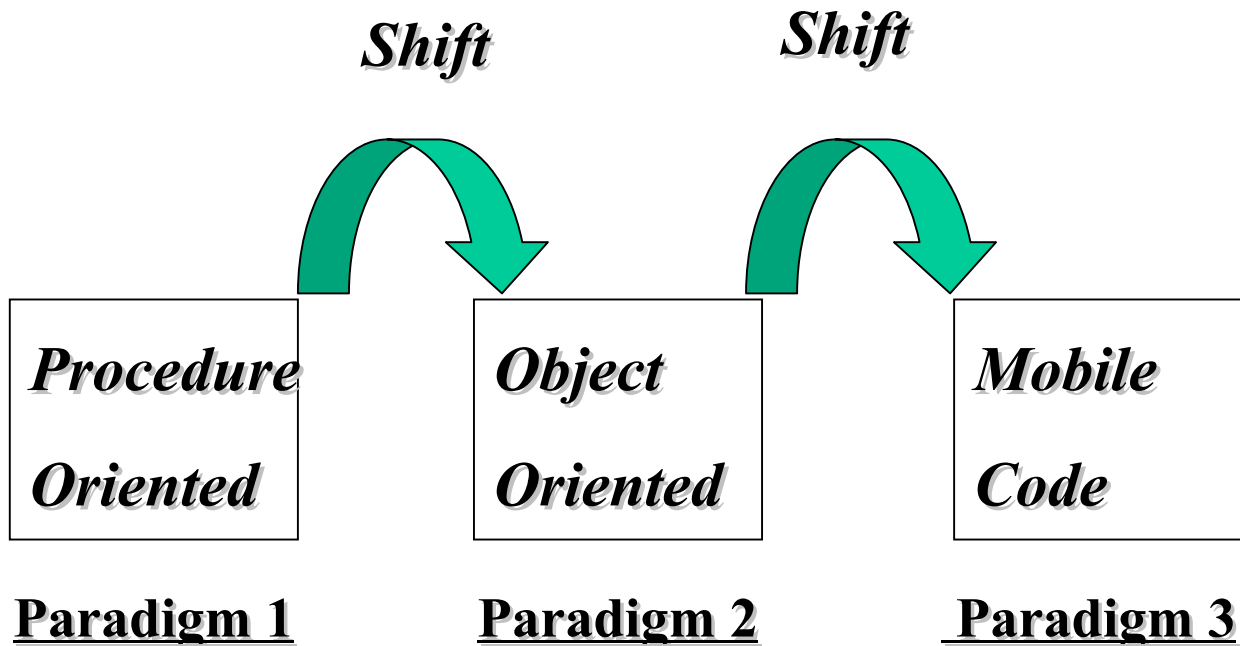 Shift
Shift
Procedure
Oriented
Object
Oriented
Mobile
Code
Paradigm 1
Paradigm 2
Paradigm 3